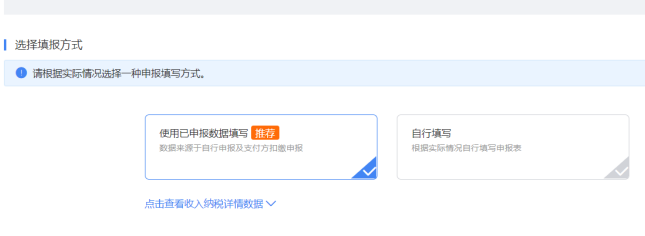 选择填报方式
请根据实际情况选择一种申报填写方式。
使用已申报数据填写 推荐
数据来源于自行申报及支付方扣缴申报
自行填写
根据实际情况自行填写申报表
点击查看收入纳税详情数据